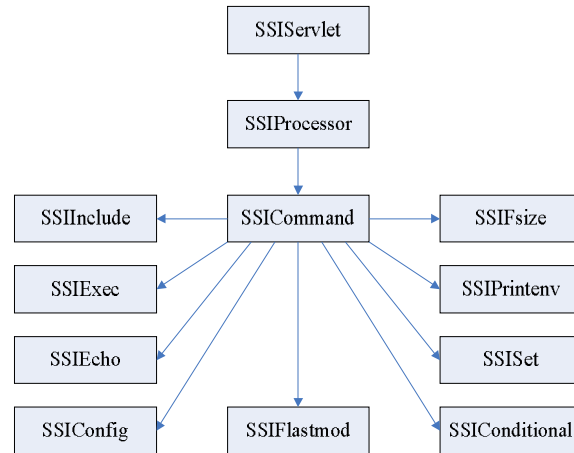 SSIServlet
SSIProcessor
SSIInclude
SSICommand
SSIFsize
SSIExec
SSIPrintenv
SSIEcho
SSISet
SSIConfig
SSIFlastmod
SSIConditional